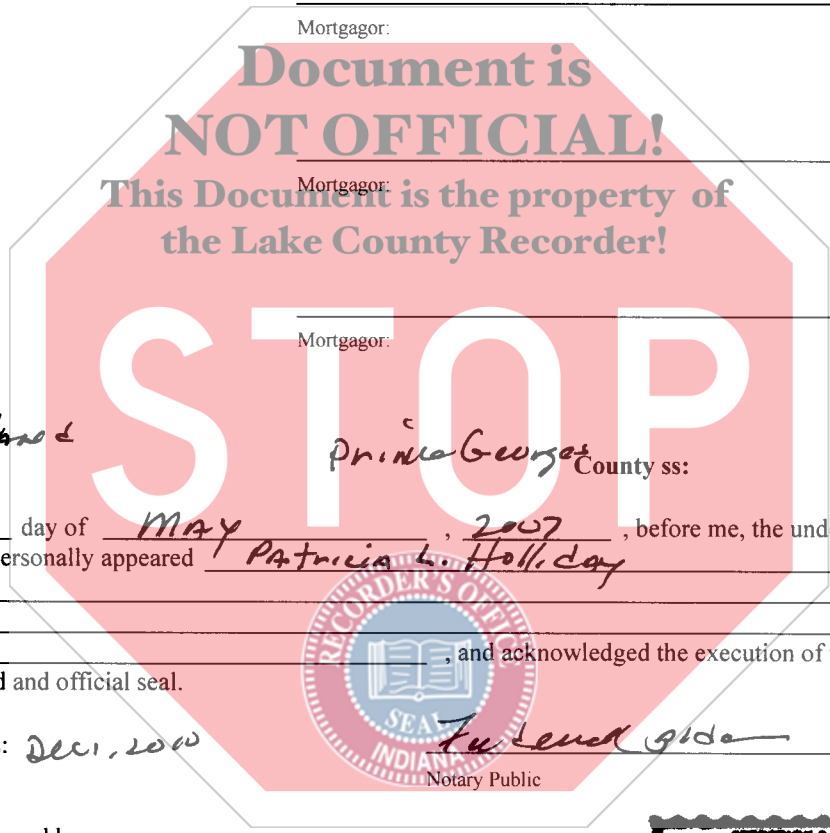 Mortgagor:
Document is
NOT OFFICIAL!
Mortgagor:
This Document is the property of
the Lake County Recorder!
Mortgagor:
STOP
Prince Georges County ss:
day of MAY , 2007 , before me, the und
ersonally appeared Patricia L. Holliday
RECORDER'S OFFICE
, and acknowledged the execution of
d and official seal.
SEAL
INDIANA
: Dec 1, 2010
Notary Public